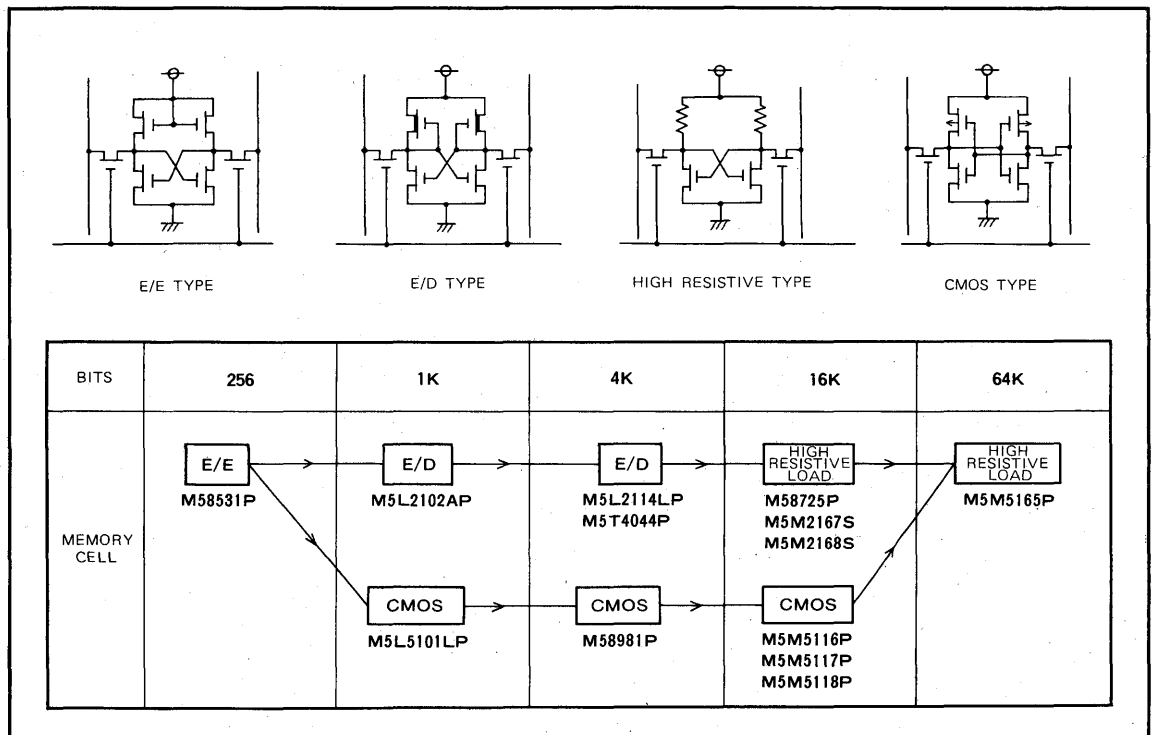 E/E TYPE
E/D TYPE
HIGH RESISTIVE TYPE
CMOS TYPE
BITS 256 1K 4K 16K 64K
MEMORY
CELL
E/E
M58531P
E/D
M5L2102AP
E/D
M5L2114LP
M5T4044P
HIGH
RESISTIVE
LOAD
M58725P
M5M2167S
M5M2168S
HIGH
RESISTIVE
LOAD
M5M5165P
CMOS
M5L5101LP
CMOS
M58981P
CMOS
M5M5116P
M5M5117P
M5M5118P